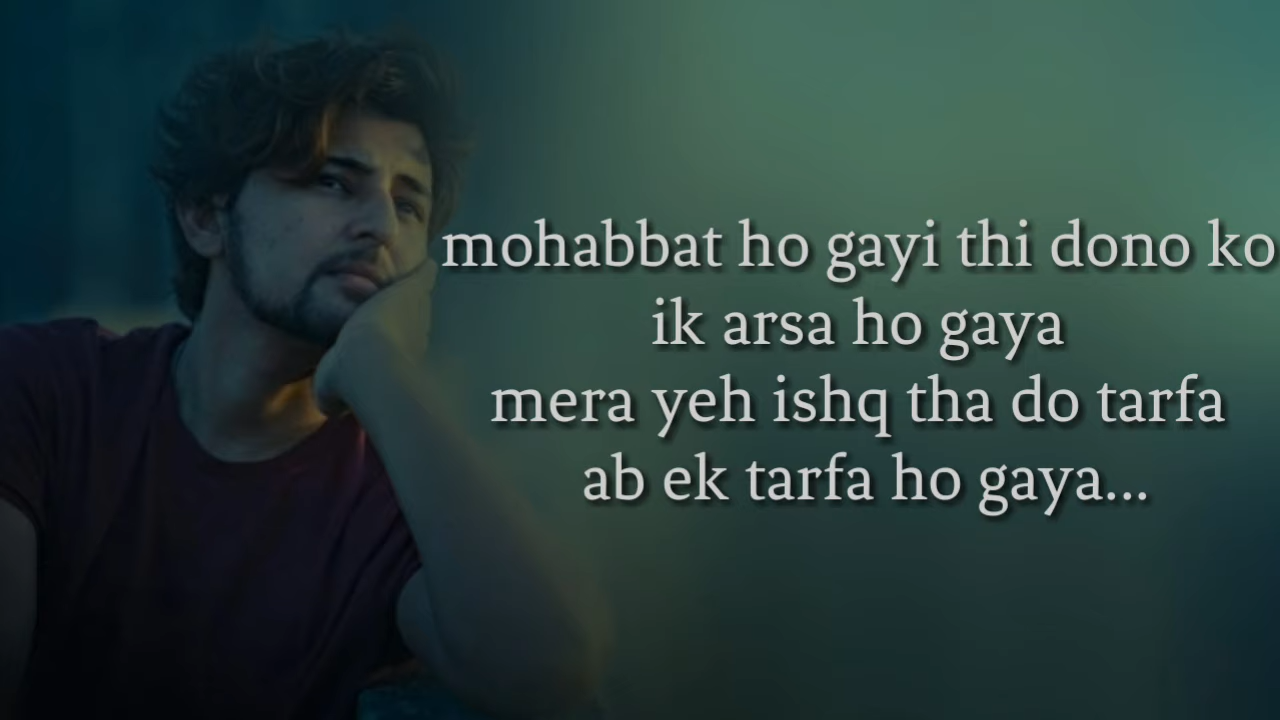 mohabbat ho gayi thi dono ko
ik arsa ho gaya
mera yeh ishq tha do tarfa
ab ek tarfa ho gaya...